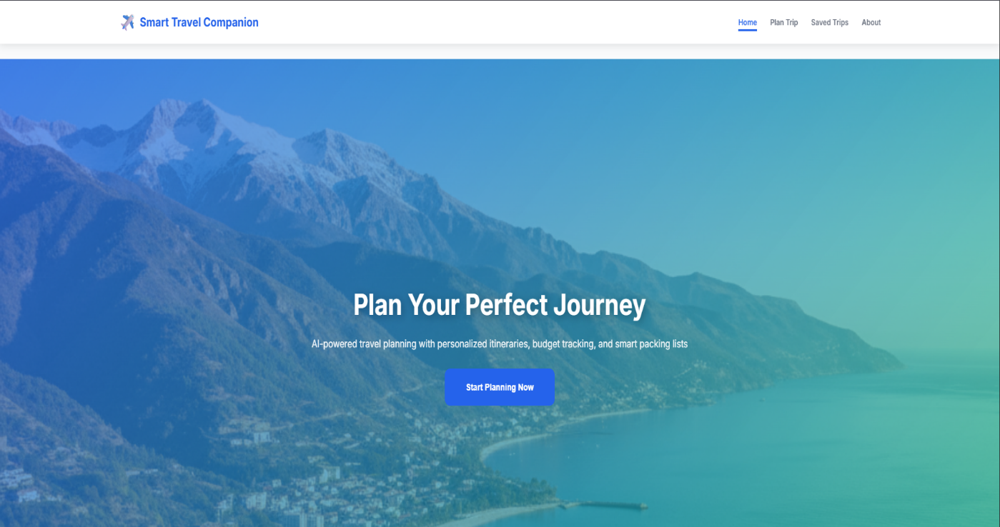 Smart Travel Companion
Home Plan Trip Saved Trips About
Plan Your Perfect Journey
AI-powered travel planning with personalized itineraries, budget tracking, and smart packing lists
Start Planning Now